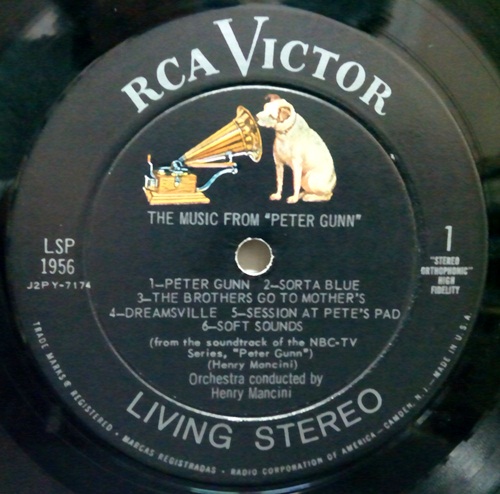 RCA VICTOR
THE MUSIC FROM "PETER GUNN"
LSP
1956
J2PY-7174
1
"STEREO
ORTHOPHONIC"
HIGH
FIDELITY
1—PETER GUNN 2—SORTA BLUE
3—THE BROTHERS GO TO MOTHER'S
4—DREAMSVILLE 5—SESSION AT PETE'S PAD
6—SOFT SOUNDS
(from the soundtrack of the NBC-TV
Series, "Peter Gunn")
(Henry Mancini)
Orchestra conducted by
Henry Mancini
LIVING STEREO
TRADE MARKS ® REGISTERED • MARCAS REGISTRADAS • RADIO CORPORATION OF AMERICA — CAMDEN, N.J. — MADE IN U.S.A.